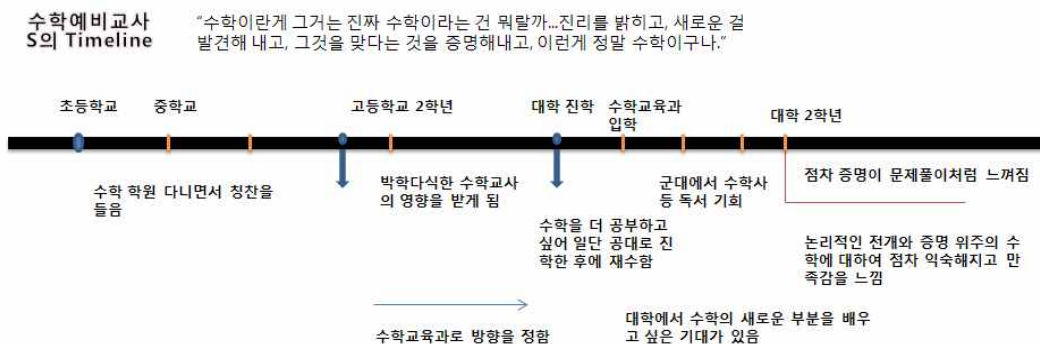 수학예비교사
S의 Timeline
“수학이란게 그거는 진짜 수학이라는 건 뭐랄까...진리를 밝히고, 새로운 걸
발견해 내고, 그것을 맞다는 것을 증명해내고, 이런게 정말 수학이구나.”
초등학교
중학교
고등학교 2학년
대학 진학
수학교육과
입학
대학 2학년
수학 학원 다니면서 칭찬을
들음
박학다식한 수학교사
의 영향을 받게 됨
수학을 더 공부하고
싶어 일단 공대로 진
학한 후에 재수함
군대에서 수학사
등 독서 기회
점차 증명이 문제풀이처럼 느껴짐
논리적인 전개와 증명 위주의 수
학에 대하여 점차 익숙해지고 만
족감을 느낌
수학교육과로 방향을 정함
대학에서 수학의 새로운 부분을 배우
고 싶은 기대가 있음